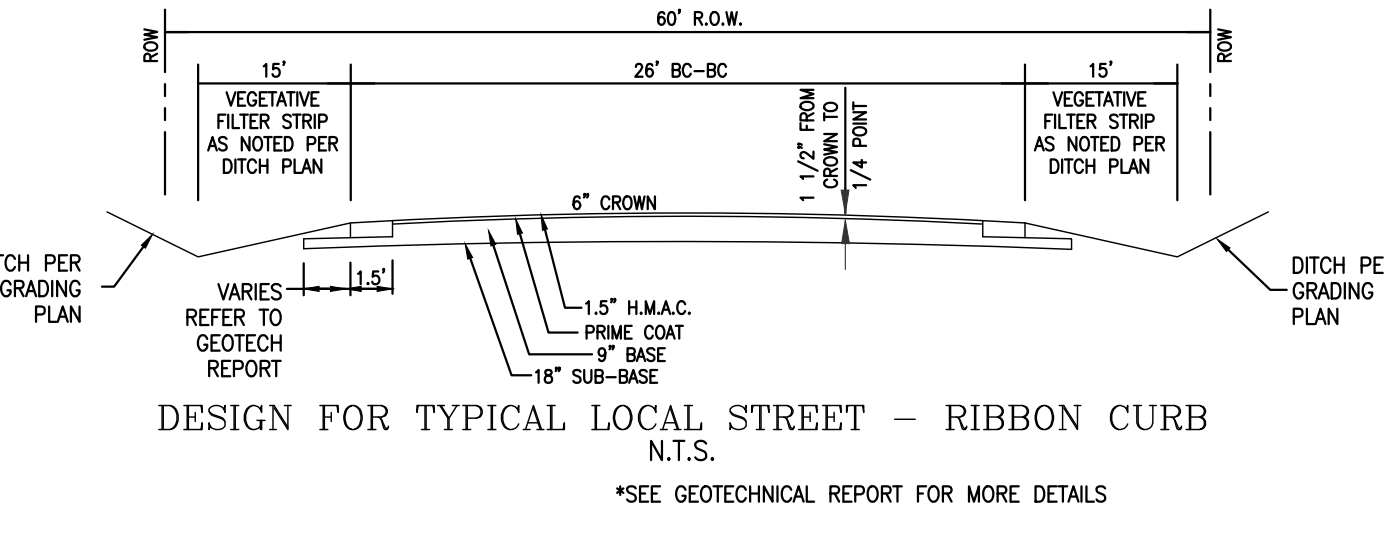 60' R.O.W.
ROW
ROW
15'
26' BC-BC
15'
VEGETATIVE
FILTER STRIP
AS NOTED PER
DITCH PLAN
1 1/2" FROM
CROWN TO
1/4 POINT
VEGETATIVE
FILTER STRIP
AS NOTED PER
DITCH PLAN
6" CROWN
TCH PER
GRADING
PLAN
VARIES
REFER TO
GEOTECH
REPORT
1.5'
1.5" H.M.A.C.
PRIME COAT
9" BASE
18" SUB-BASE
DITCH PE
GRADING
PLAN
DESIGN FOR TYPICAL LOCAL STREET - RIBBON CURB
N.T.S.
*SEE GEOTECHNICAL REPORT FOR MORE DETAILS